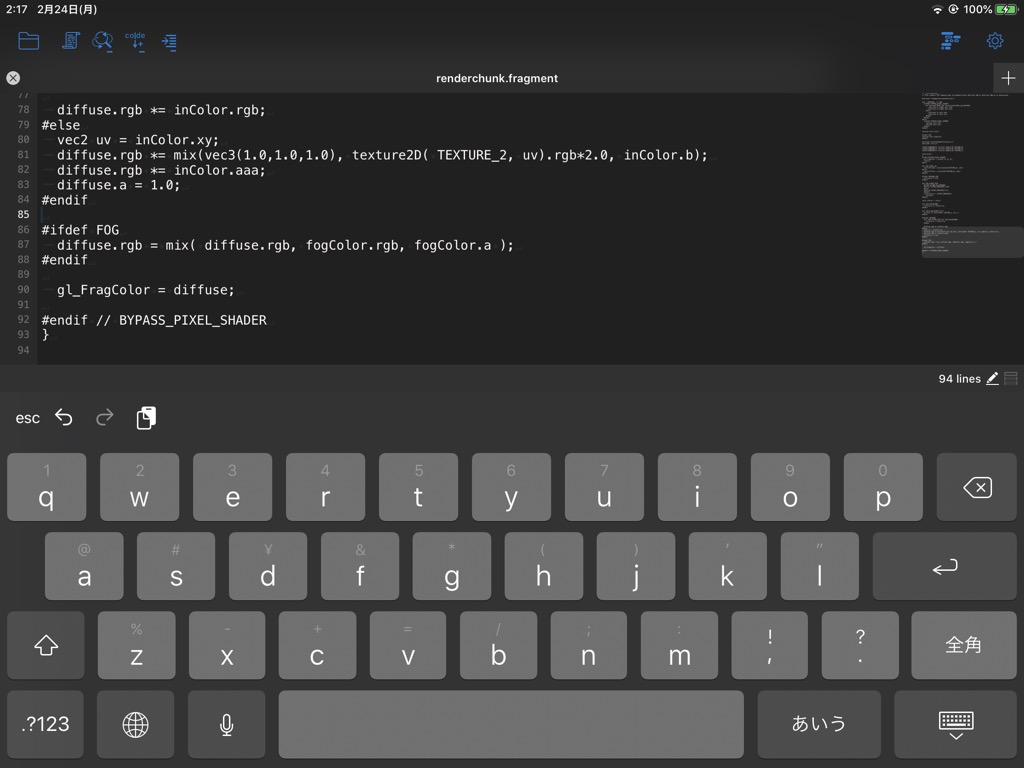 2:17 2月24日(月)
100%
co|de
renderchunk.fragment
77
78 diffuse.rgb *= inColor.rgb;
79 #else
80 vec2 uv = inColor.xy;
81 diffuse.rgb *= mix(vec3(1.0,1.0,1.0), texture2D( TEXTURE_2, uv).rgb*2.0, inColor.b);
82 diffuse.rgb *= inColor.aaa;
83 diffuse.a = 1.0;
84 #endif
85
86 #ifdef FOG
87 diffuse.rgb = mix( diffuse.rgb, fogColor.rgb, fogColor.a );
88 #endif
89
90 gl_FragColor = diffuse;
91
92 #endif // BYPASS_PIXEL_SHADER
93 }
94
94 lines
esc
1 2 3 4 5 6 7 8 9 0
q w e r t y u i o p
@ # ¥ & * ( ) ' "
a s d f g h j k l
% - + = / ; : ! ?
z x c v b n m , . 全角
.?123 あいう